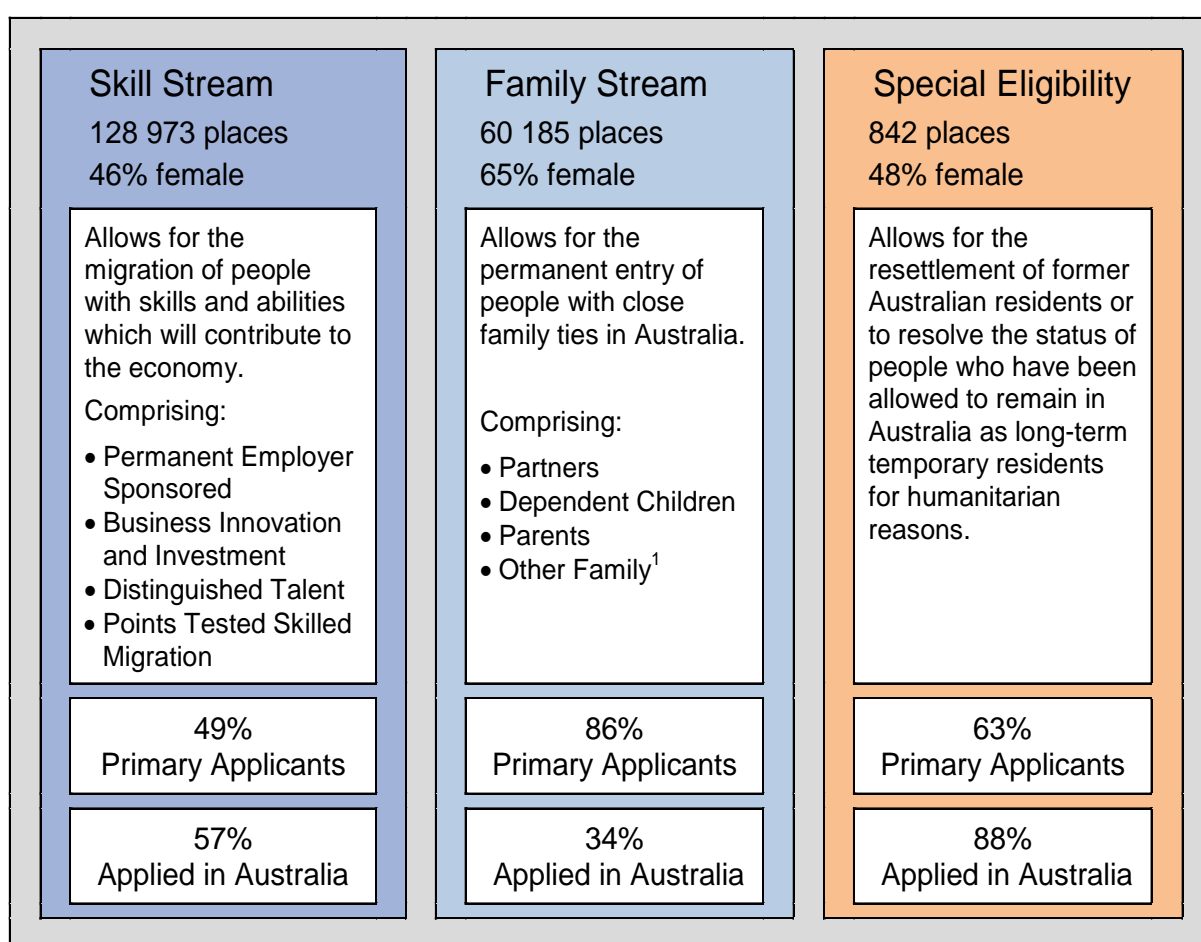 Skill Stream
128 973 places
46% female
Allows for the
migration of people
with skills and abilities
which will contribute to
the economy.
Comprising:
• Permanent Employer
Sponsored
• Business Innovation
and Investment
• Distinguished Talent
• Points Tested Skilled
Migration
49%
Primary Applicants
57%
Applied in Australia
Family Stream
60 185 places
65% female
Allows for the
permanent entry of
people with close
family ties in Australia.
Comprising:
• Partners
• Dependent Children
• Parents
• Other Family¹
86%
Primary Applicants
34%
Applied in Australia
Special Eligibility
842 places
48% female
Allows for the
resettlement of former
Australian residents or
to resolve the status of
people who have been
allowed to remain in
Australia as long-term
temporary residents
for humanitarian
reasons.
63%
Primary Applicants
88%
Applied in Australia